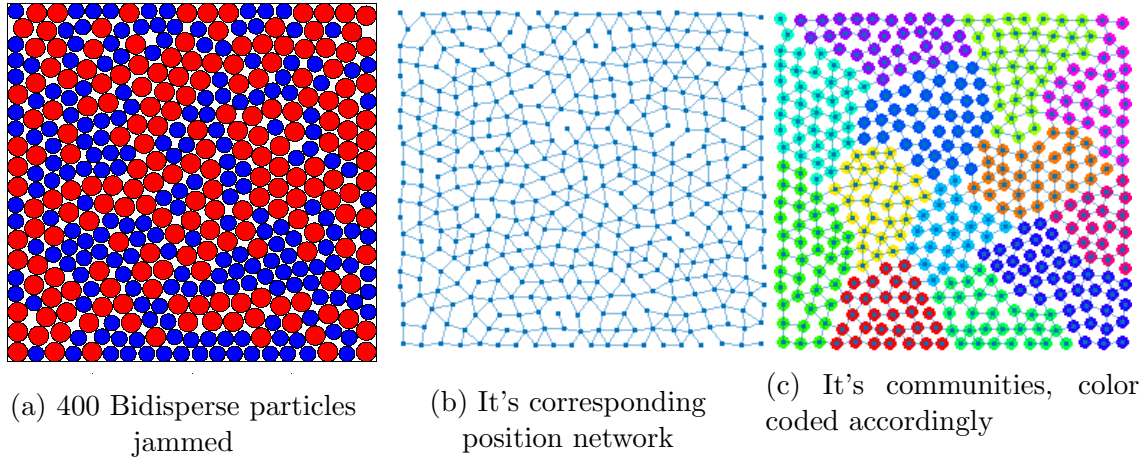 (a) 400 Bidisperse particles
jammed
(b) It's corresponding
position network
(c) It's communities, color
coded accordingly